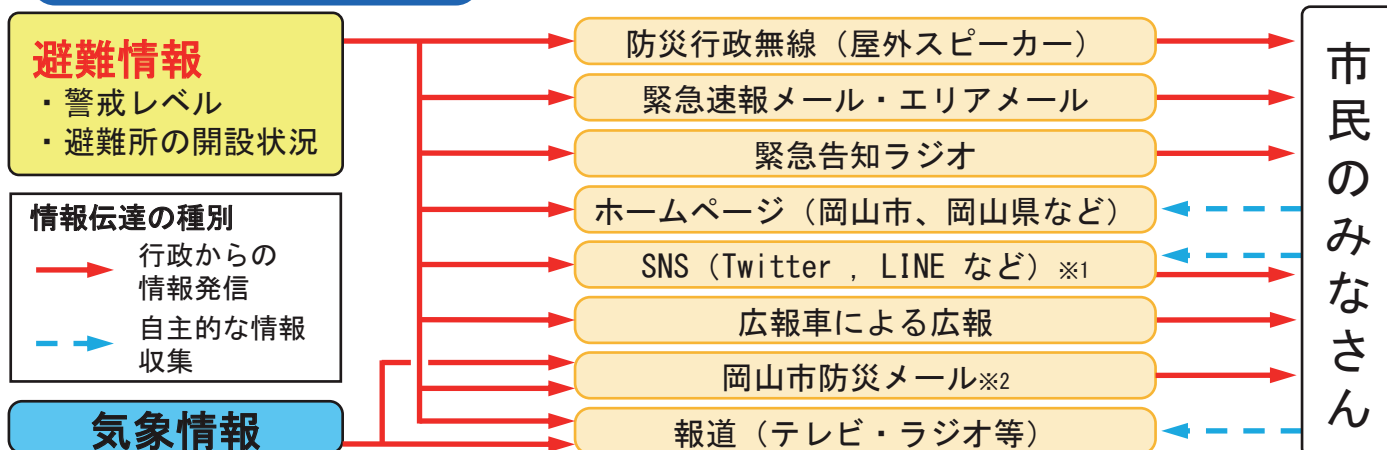 避難情報
・警戒レベル
・避難所の開設状況
情報伝達の種別
行政からの
情報発信
自主的な情報
収集
気象情報
防災行政無線（屋外スピーカー）
緊急速報メール・エリアメール
緊急告知ラジオ
ホームページ（岡山市、岡山県など）
SNS（Twitter , LINE など）※1
広報車による広報
岡山市防災メール※2
報道（テレビ・ラジオ等）
市民のみなさん